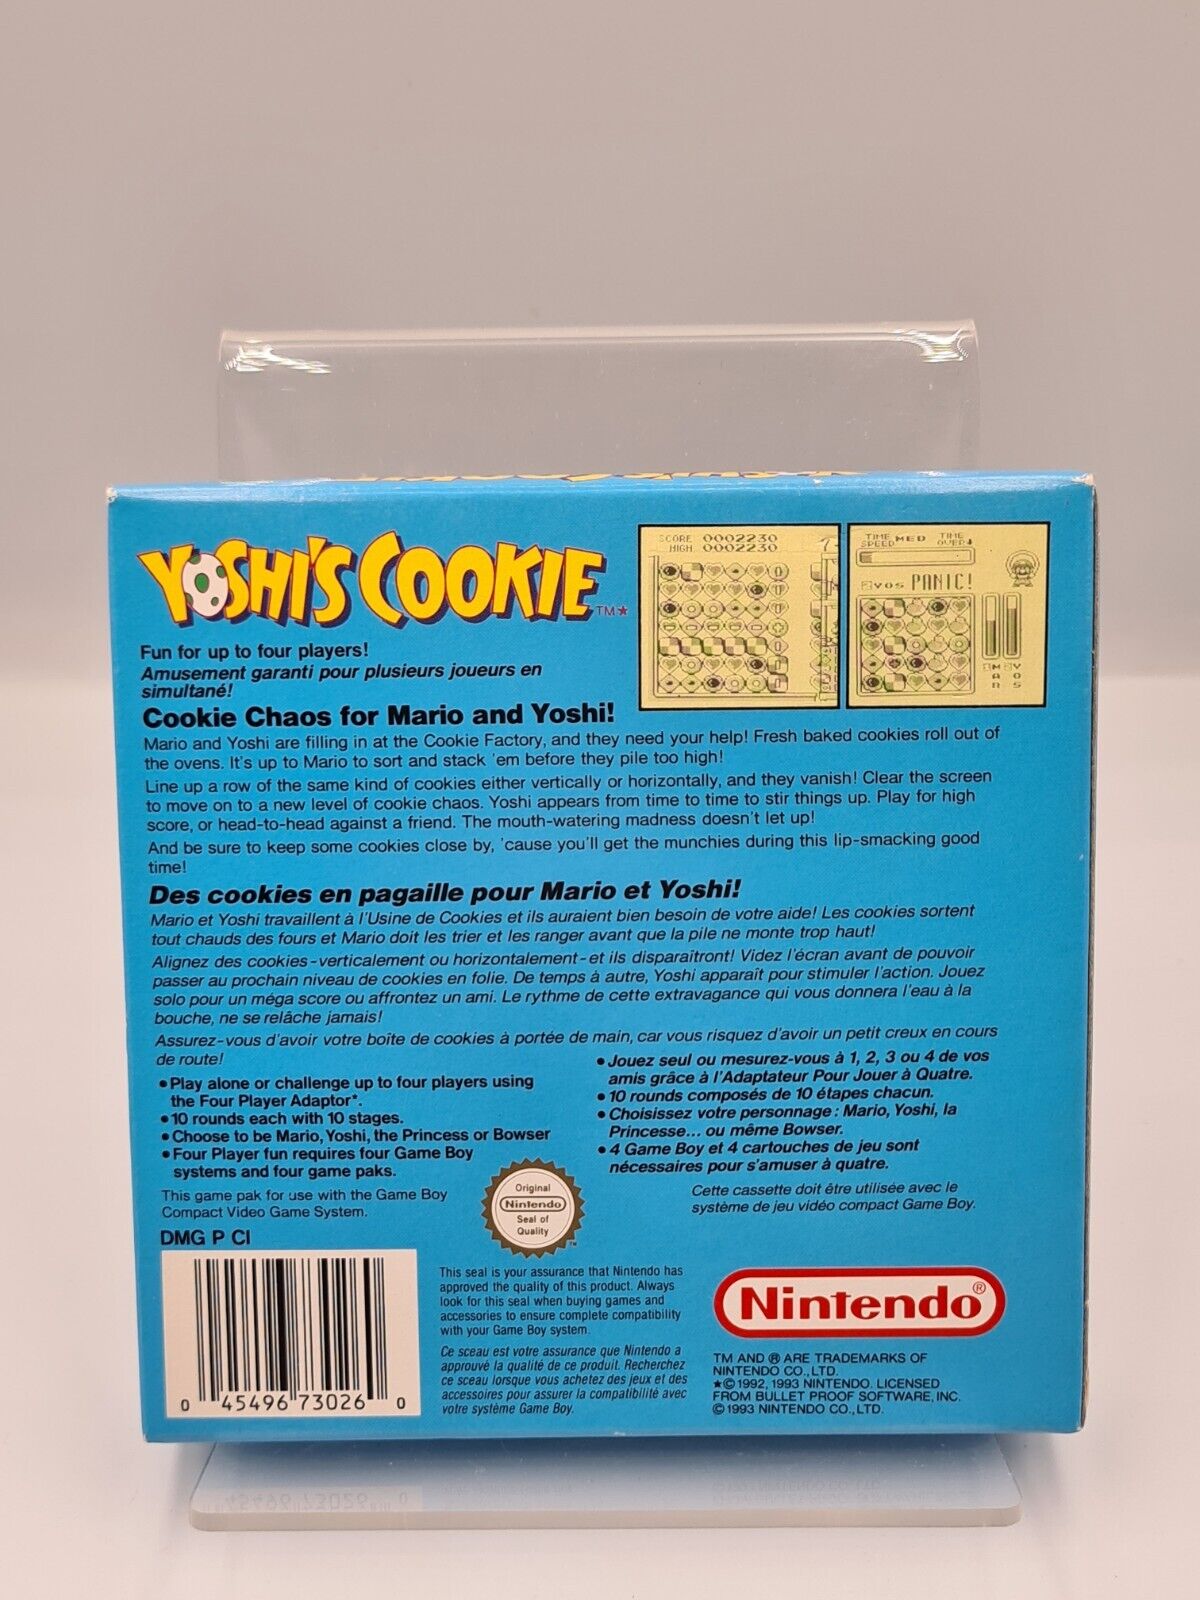 YOSHI'S COOKIE TM★
Fun for up to four players!
Amusement garanti pour plusieurs joueurs en
simultané!
SCORE 0002230
HIGH 0002230
TIME SPEED MED TIME OVER
VOS PANIC!
MAR VOS
Cookie Chaos for Mario and Yoshi!
Mario and Yoshi are filling in at the Cookie Factory, and they need your help! Fresh baked cookies roll out of
the ovens. It's up to Mario to sort and stack 'em before they pile too high!
Line up a row of the same kind of cookies either vertically or horizontally, and they vanish! Clear the screen
to move on to a new level of cookie chaos. Yoshi appears from time to time to stir things up. Play for high
score, or head-to-head against a friend. The mouth-watering madness doesn't let up!
And be sure to keep some cookies close by, 'cause you'll get the munchies during this lip-smacking good
time!
Des cookies en pagaille pour Mario et Yoshi!
Mario et Yoshi travaillent à l'Usine de Cookies et ils auraient bien besoin de votre aide! Les cookies sortent
tout chauds des fours et Mario doit les trier et les ranger avant que la pile ne monte trop haut!
Alignez des cookies-verticalement ou horizontalement-et ils disparaîtront! Videz l'écran avant de pouvoir
passer au prochain niveau de cookies en folie. De temps à autre, Yoshi apparaît pour stimuler l'action. Jouez
solo pour un méga score ou affrontez un ami. Le rythme de cette extravagance qui vous donnera l'eau à la
bouche, ne se relâche jamais!
Assurez-vous d'avoir votre boîte de cookies à portée de main, car vous risquez d'avoir un petit creux en cours
de route!
• Play alone or challenge up to four players using
the Four Player Adaptor*.
• 10 rounds each with 10 stages.
• Choose to be Mario, Yoshi, the Princess or Bowser
• Four Player fun requires four Game Boy
systems and four game paks.
This game pak for use with the Game Boy
Compact Video Game System.
DMG P CI
• Jouez seul ou mesurez-vous à 1, 2, 3 ou 4 de vos
amis grâce à l'Adaptateur Pour Jouer à Quatre.
• 10 rounds composés de 10 étapes chacun.
• Choisissez votre personnage : Mario, Yoshi, la
Princesse... ou même Bowser.
• 4 Game Boy et 4 cartouches de jeu sont
nécessaires pour s'amuser à quatre.
Cette cassette doit être utilisée avec le
système de jeu vidéo compact Game Boy.
Original
Nintendo
Seal of
Quality
TM
0 45496 73026 0
This seal is your assurance that Nintendo has
approved the quality of this product. Always
look for this seal when buying games and
accessories to ensure complete compatibility
with your Game Boy system.
Ce sceau est votre assurance que Nintendo a
approuvé la qualité de ce produit. Recherchez
ce sceau lorsque vous achetez des jeux et des
accessoires pour assurer la compatibilité avec
votre système Game Boy.
Nintendo®
TM AND ® ARE TRADEMARKS OF
NINTENDO CO., LTD.
★© 1992, 1993 NINTENDO. LICENSED
FROM BULLET PROOF SOFTWARE, INC.
© 1993 NINTENDO CO., LTD.